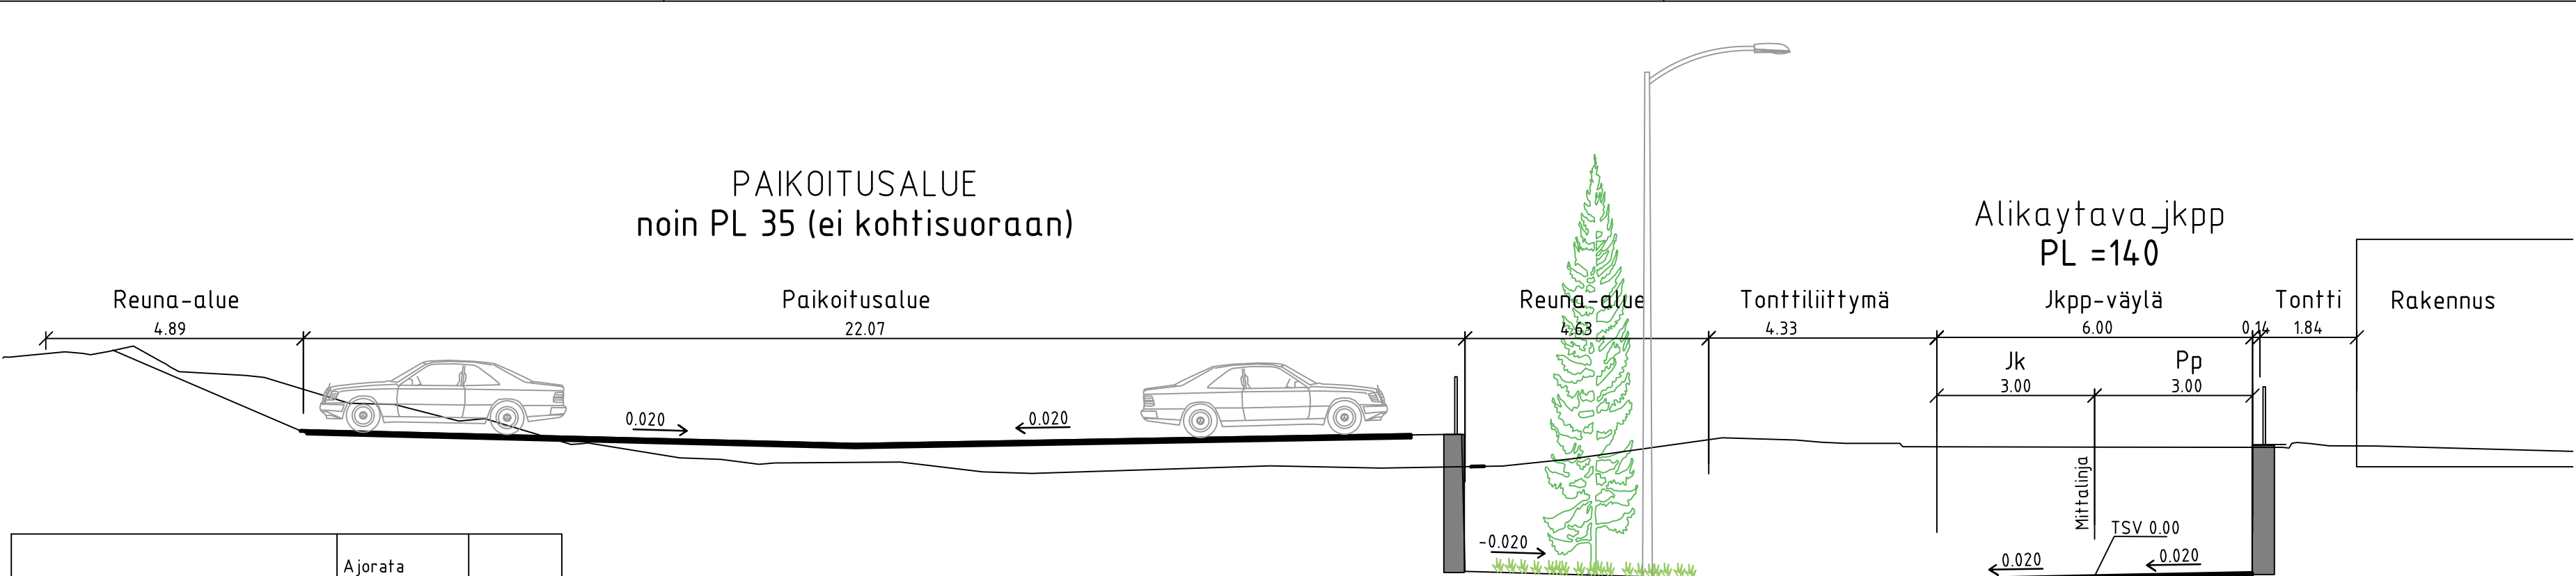 PAIKOITUSALUE
noin PL 35 (ei kohtisuoraan)
Alikaytava_jkpp
PL =140
Reuna-alue
Paikoitusalue
Reuna-alue
Tonttiliittymä
Jkpp-väylä
Tontti
Rakennus
4.89
22.07
4.63
4.33
6.00
0.14
1.84
Jk
Pp
3.00
3.00
0.020
0.020
Mittalinja
TSV 0.00
-0.020
0.020
0.020
Ajorata